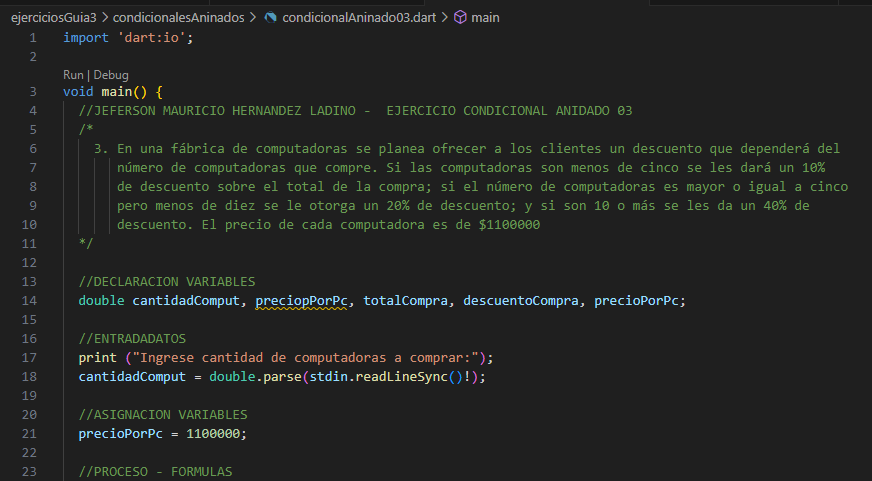 ejerciciosGuia3 > condicionalesAninados > condicionalAninado03.dart > main
1 import 'dart:io';
2
Run | Debug
3 void main() {
4 //JEFERSON MAURICIO HERNANDEZ LADINO -  EJERCICIO CONDICIONAL ANIDADO 03
5 /*
6 3. En una fábrica de computadoras se planea ofrecer a los clientes un descuento que dependerá del
7 número de computadoras que compre. Si las computadoras son menos de cinco se les dará un 10%
8 de descuento sobre el total de la compra; si el número de computadoras es mayor o igual a cinco
9 pero menos de diez se le otorga un 20% de descuento; y si son 10 o más se les da un 40% de
10 descuento. El precio de cada computadora es de $1100000
11 */
12
13 //DECLARACION VARIABLES
14 double cantidadComput, preciopPorPc, totalCompra, descuentoCompra, precioPorPc;
15
16 //ENTRADADATOS
17 print ("Ingrese cantidad de computadoras a comprar:");
18 cantidadComput = double.parse(stdin.readLineSync()!);
19
20 //ASIGNACION VARIABLES
21 precioPorPc = 1100000;
22
23 //PROCESO - FORMULAS